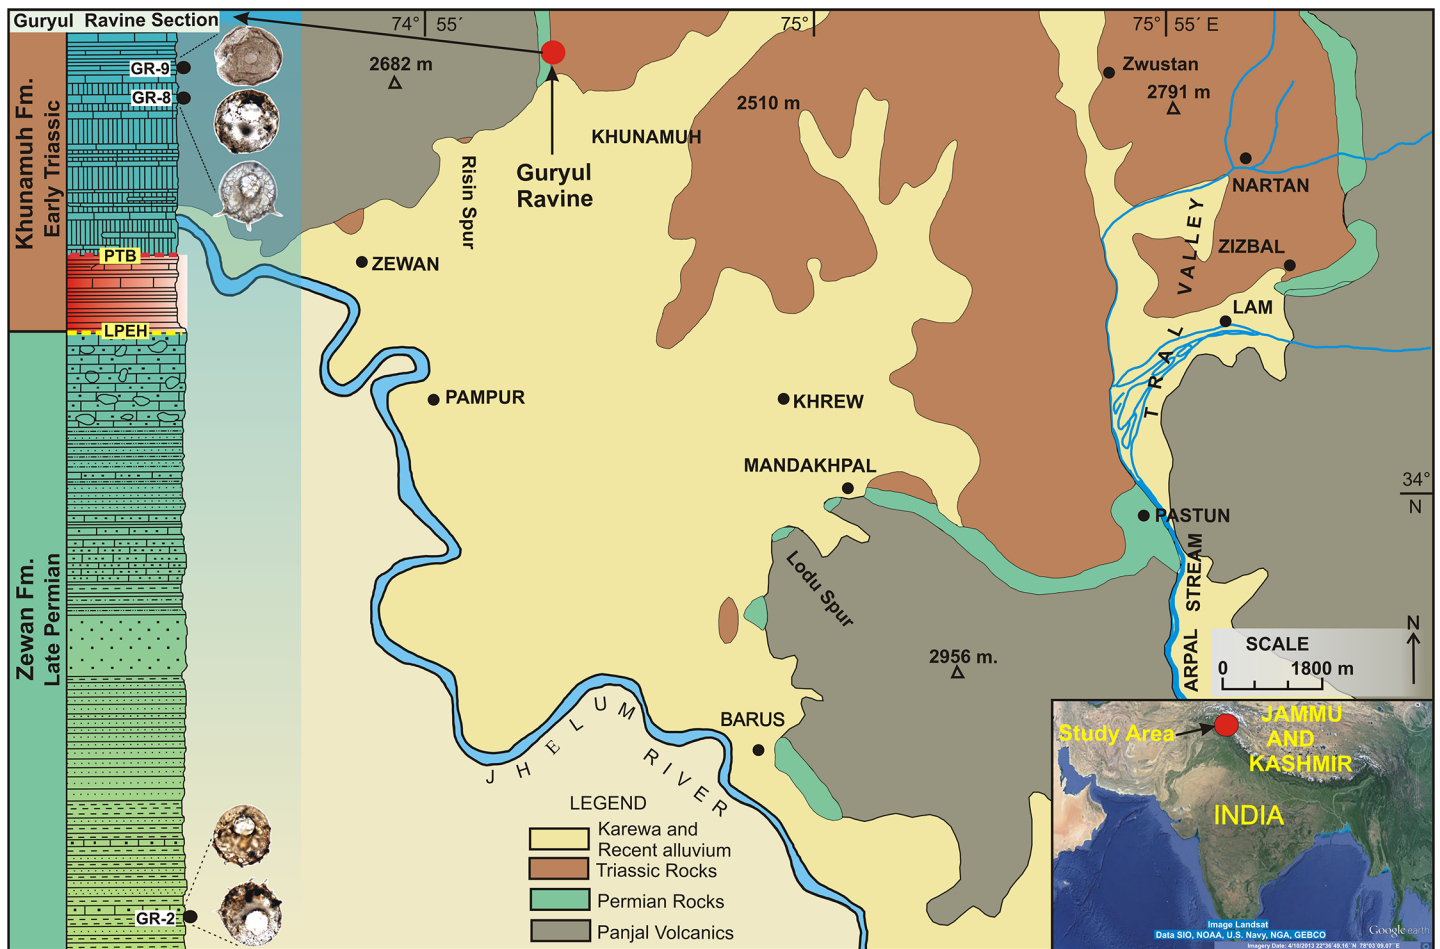 Guryul Ravine Section
74° 55´
75°
75° 55´ E
GR-9
GR-8
Khunamuh Fm.
Early Triassic
PTB
LPEH
Zewan Fm.
Late Permian
GR-2
2682 m
2510 m
Zwustan
2791 m
KHUNAMUH
Guryul
Ravine
Risin Spur
NARTAN
VALLEY
ZIZBAL
ZEWAN
LAM
TRAL
PAMPUR
KHREW
MANDAKHPAL
34°
N
PASTUN
Lodu Spur
ARPAL STREAM
2956 m.
N
SCALE
0 1800 m
BARUS
JHELUM RIVER
LEGEND
Karewa and
Recent alluvium
Triassic Rocks
Permian Rocks
Panjal Volcanics
Study Area
JAMMU
AND
KASHMIR
INDIA
Image Landsat
Data SIO, NOAA, U.S. Navy, NGA, GEBCO
Google earth